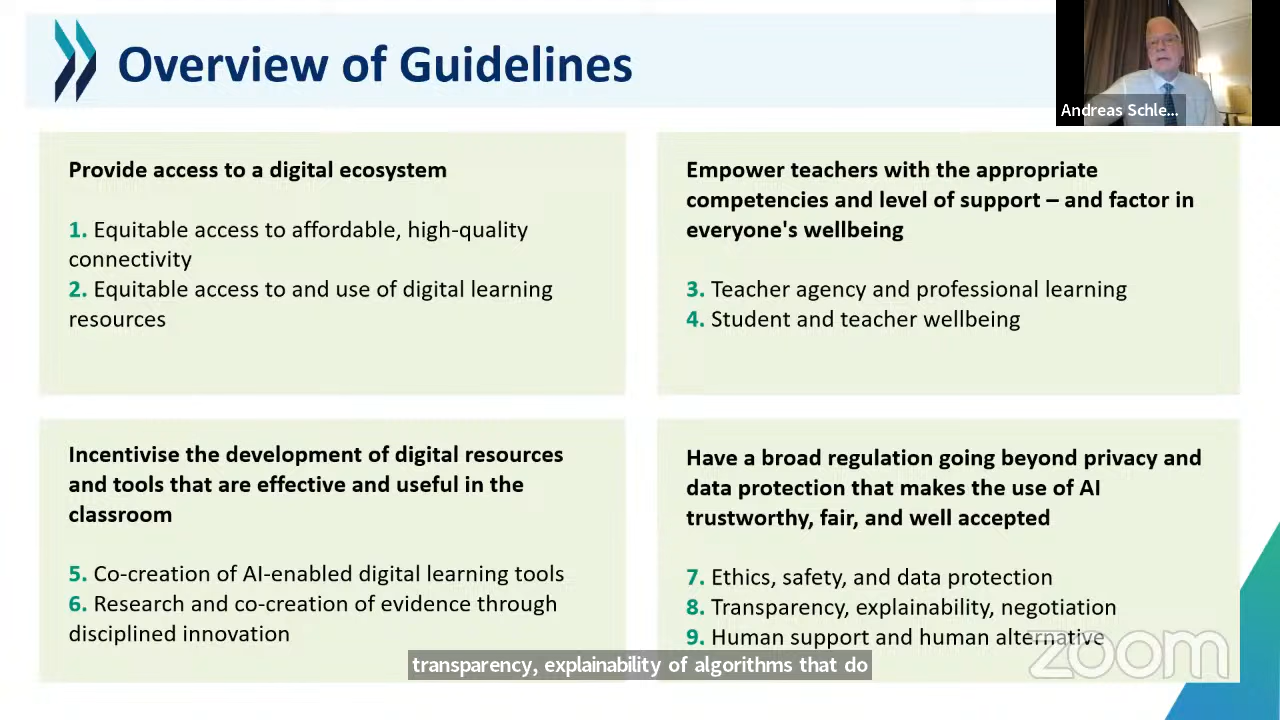 Overview of Guidelines
Andreas Schle...
Provide access to a digital ecosystem
1. Equitable access to affordable, high-quality
connectivity
2. Equitable access to and use of digital learning
resources
Empower teachers with the appropriate
competencies and level of support – and factor in
everyone's wellbeing
3. Teacher agency and professional learning
4. Student and teacher wellbeing
Incentivise the development of digital resources
and tools that are effective and useful in the
classroom
5. Co-creation of AI-enabled digital learning tools
6. Research and co-creation of evidence through
disciplined innovation
Have a broad regulation going beyond privacy and
data protection that makes the use of AI
trustworthy, fair, and well accepted
7. Ethics, safety, and data protection
8. Transparency, explainability, negotiation
9. Human support and human alternative
zoom
transparency, explainability of algorithms that do